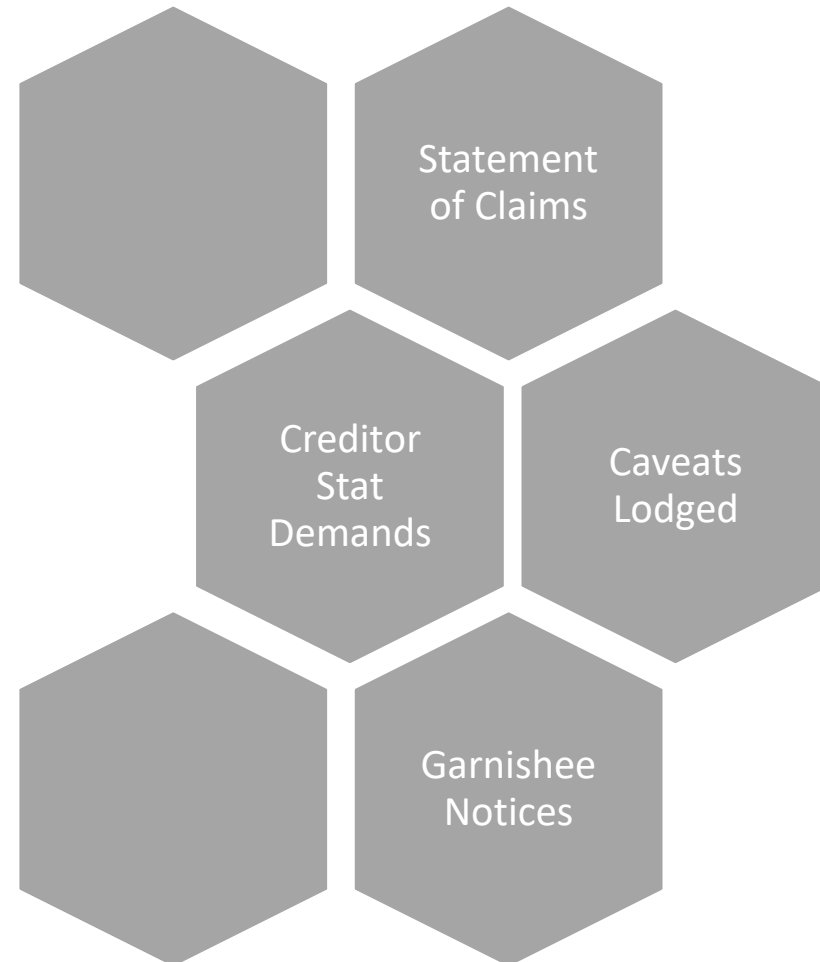 Statement
of Claims
Creditor
Stat
Demands
Caveats
Lodged
Garnishee
Notices